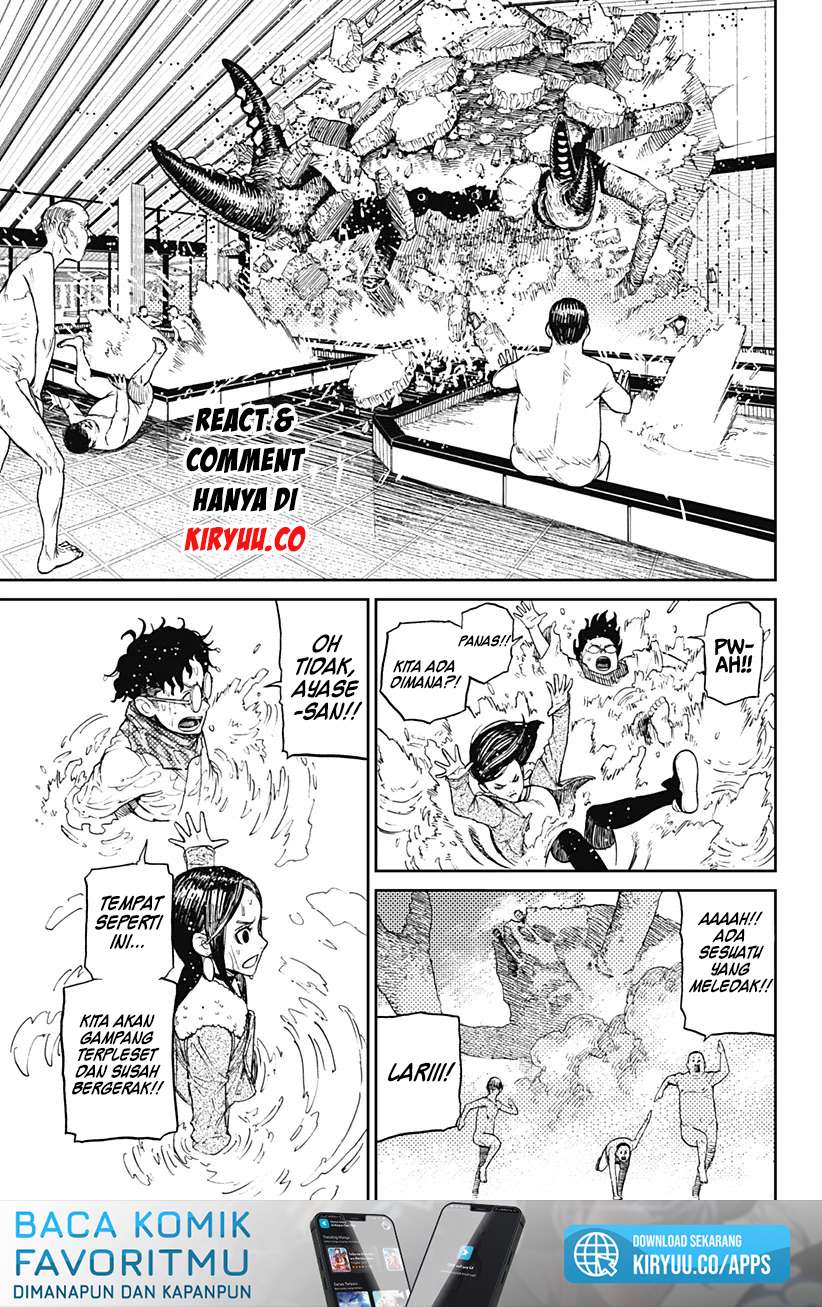 REACT &
COMMENT
HANYA DI
KIRYUU.CO
PW-
AH!!
PANAS!!
KITA ADA
DIMANA?!
OH
TIDAK,
AYASE
-SAN!!
TEMPAT
SEPERTI
INI...
KITA AKAN
GAMPANG
TERPLESET
DAN SUSAH
BERGERAK!!
AAAAH!!
ADA
SESUATU
YANG
MELEDAK!!
LARIII!
BACA KOMIK
FAVORITMU
DIMANAPUN DAN KAPANPUN
DOWNLOAD SEKARANG
KIRYUU.CO/APPS